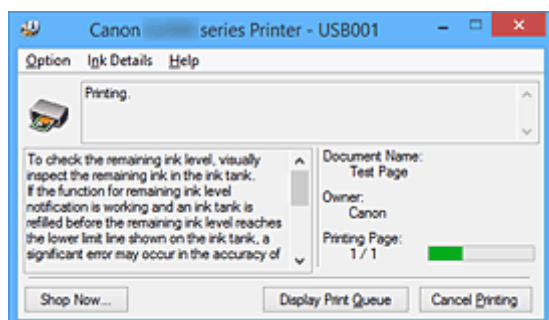 Canon series Printer - USB001
Option Ink Details Help
Printing.
To check the remaining ink level, visually
inspect the remaining ink in the ink tank.
If the function for remaining ink level
notification is working and an ink tank is
refilled before the remaining ink level reaches
the lower limit line shown on the ink tank, a
significant error may occur in the accuracy of
Document Name:
Test Page
Owner:
Canon
Printing Page:
1 / 1
Shop Now... Display Print Queue Cancel Printing